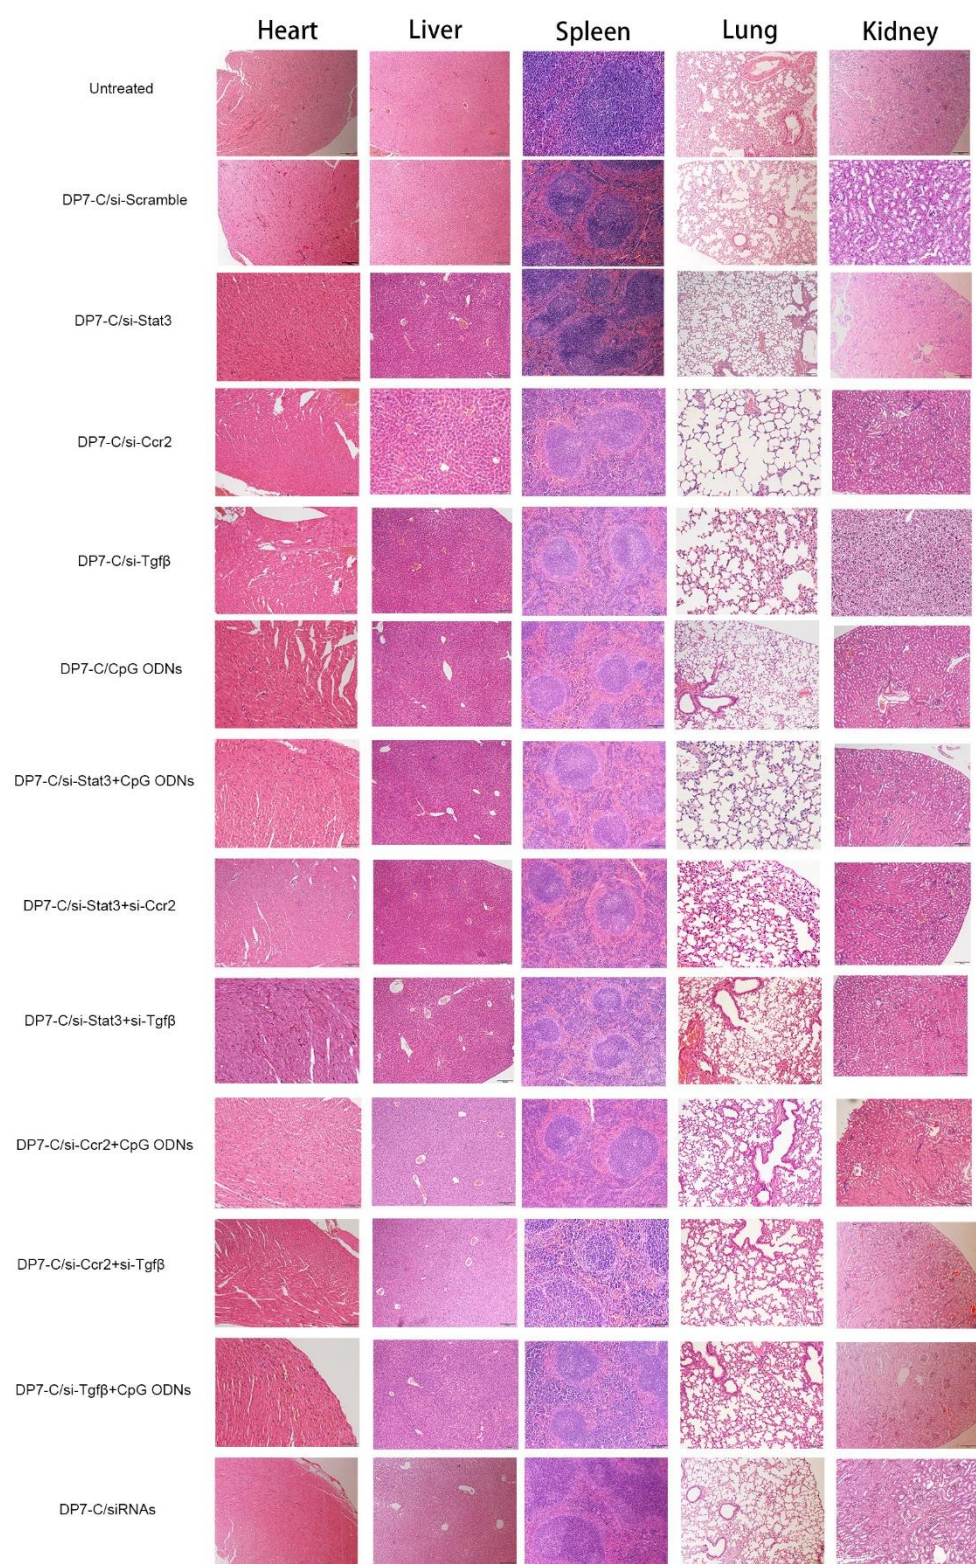 Heart Liver Spleen Lung Kidney
Untreated
DP7-C/si-Scramble
DP7-C/si-Stat3
DP7-C/si-Ccr2
DP7-C/si-Tgfβ
DP7-C/CpG ODNs
DP7-C/si-Stat3+CpG ODNs
DP7-C/si-Stat3+si-Ccr2
DP7-C/si-Stat3+si-Tgfβ
DP7-C/si-Ccr2+CpG ODNs
DP7-C/si-Ccr2+si-Tgfβ
DP7-C/si-Tgfβ+CpG ODNs
DP7-C/siRNAs